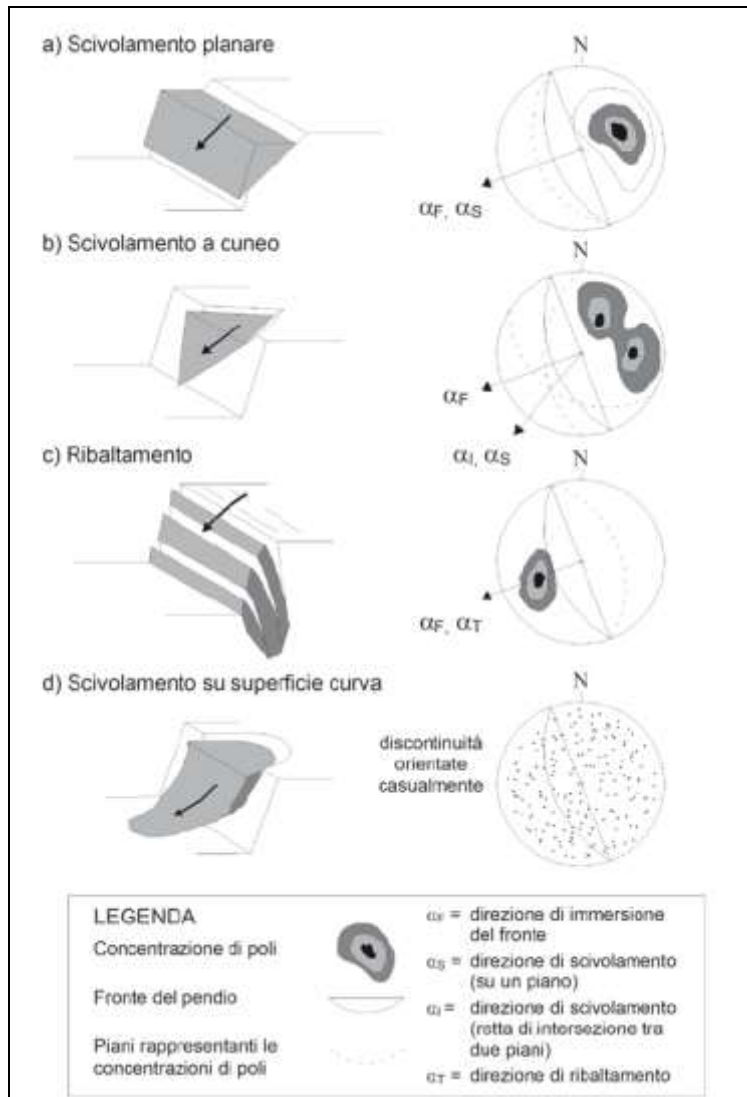 a) Scivolamento planare
N
αF, αS
b) Scivolamento a cuneo
N
αF
αI, αS
c) Ribaltamento
N
αF, αT
d) Scivolamento su superficie curva
N
discontinuità
orientate
casualmente
LEGENDA
Concentrazione di poli
Fronte del pendio
Piani rappresentanti le
concentrazioni di poli
αF = direzione di immersione
del fronte
αS = direzione di scivolamento
(su un piano)
αI = direzione di scivolamento
(retta di intersezione tra
due piani)
αT = direzione di ribaltamento